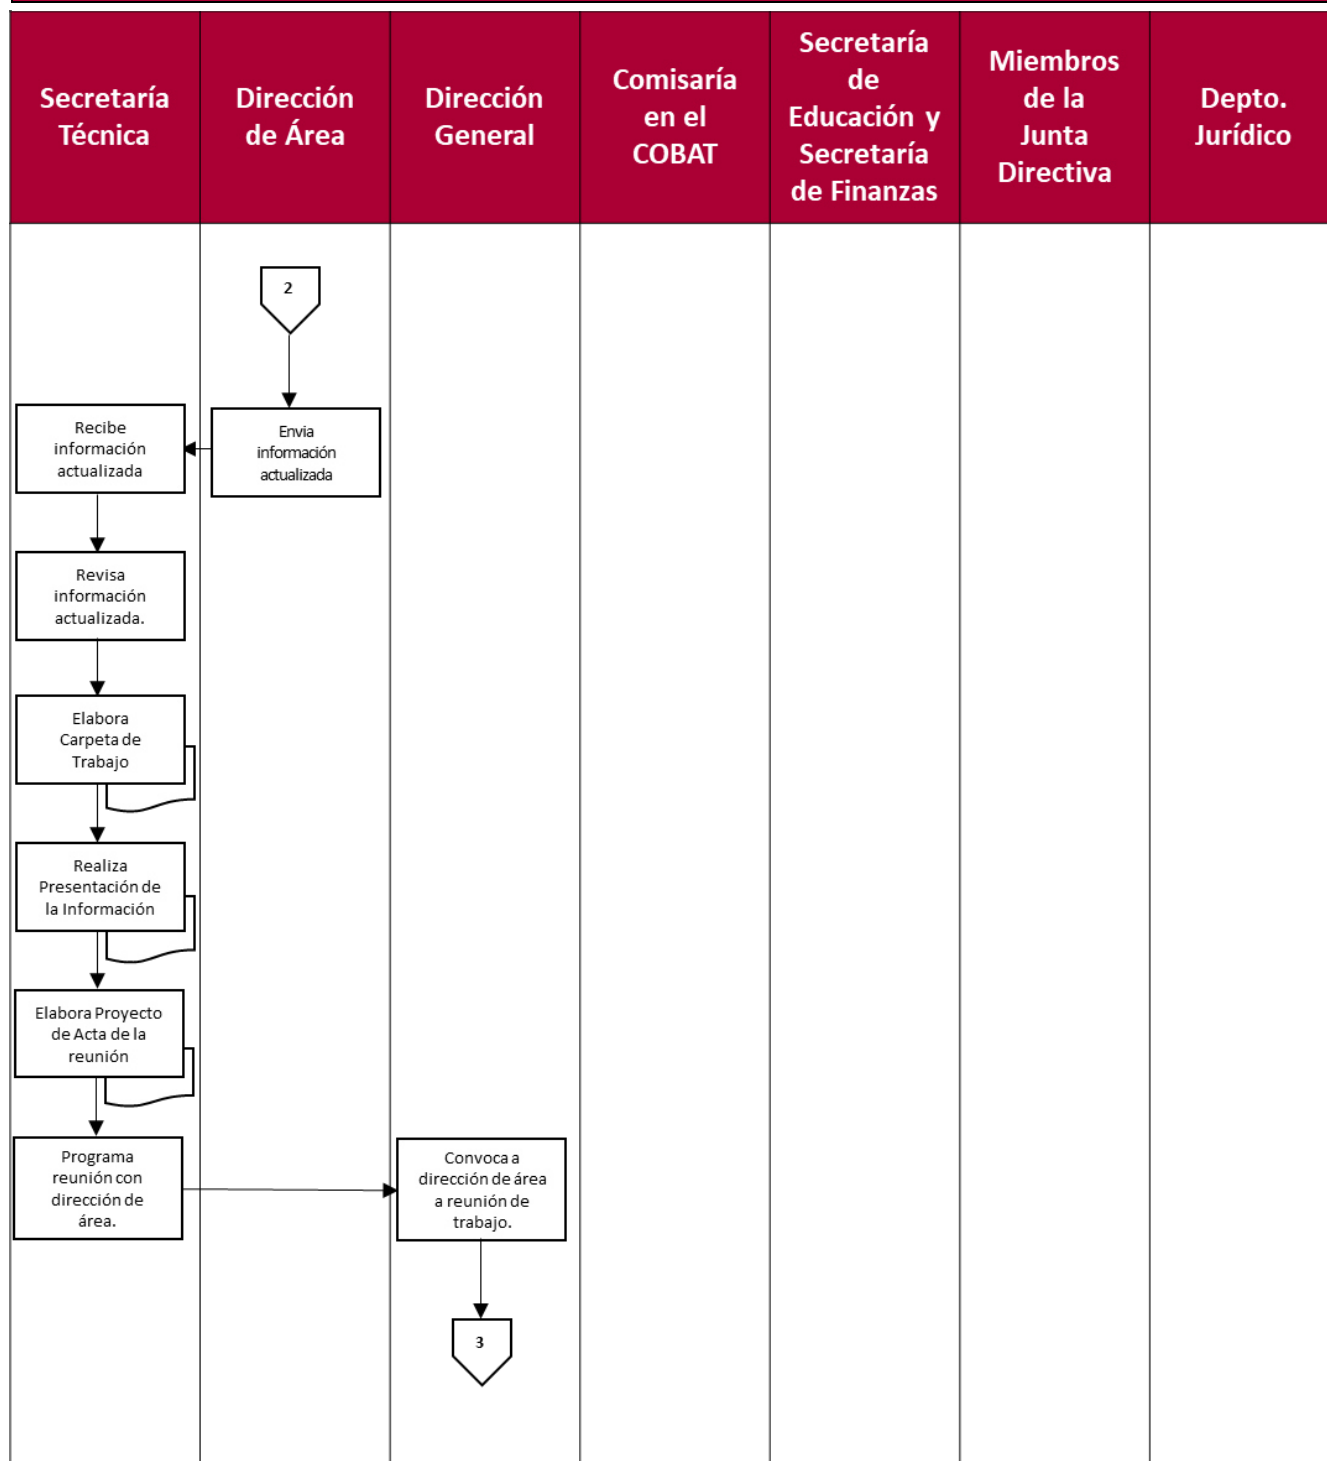 Secretaría
Técnica
Dirección
de Área
Dirección
General
Comisaría
en el
COBAT
Secretaría
de
Educación y
Secretaría
de Finanzas
Miembros
de la
Junta
Directiva
Depto.
Jurídico
2
Envia
información
actualizada
Recibe
información
actualizada
Revisa
información
actualizada.
Elabora
Carpeta de
Trabajo
Realiza
Presentación de
la Información
Elabora Proyecto
de Acta de la
reunión
Programa
reunión con
dirección de
área.
Convoca a
dirección de área
a reunión de
trabajo.
3